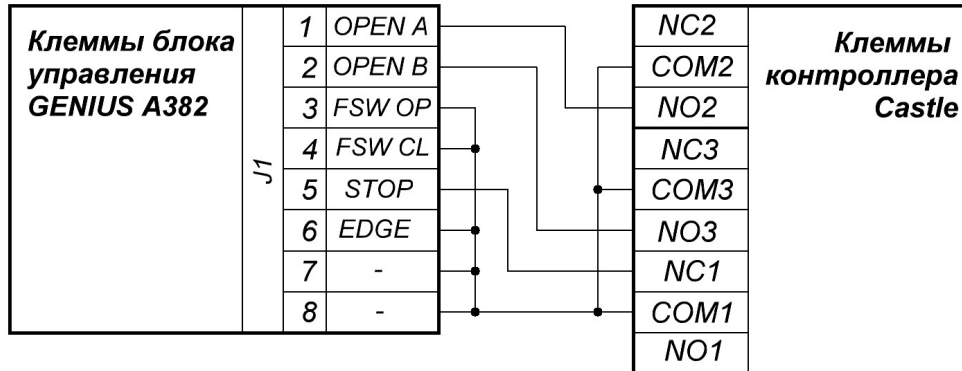 Клеммы блока
управления
GENIUS A382
J1
1 OPEN A
2 OPEN B
3 FSW OP
4 FSW CL
5 STOP
6 EDGE
7 -
8 -
NC2
COM2
NO2
NC3
COM3
NO3
NC1
COM1
NO1
Клеммы
контроллера
Castle